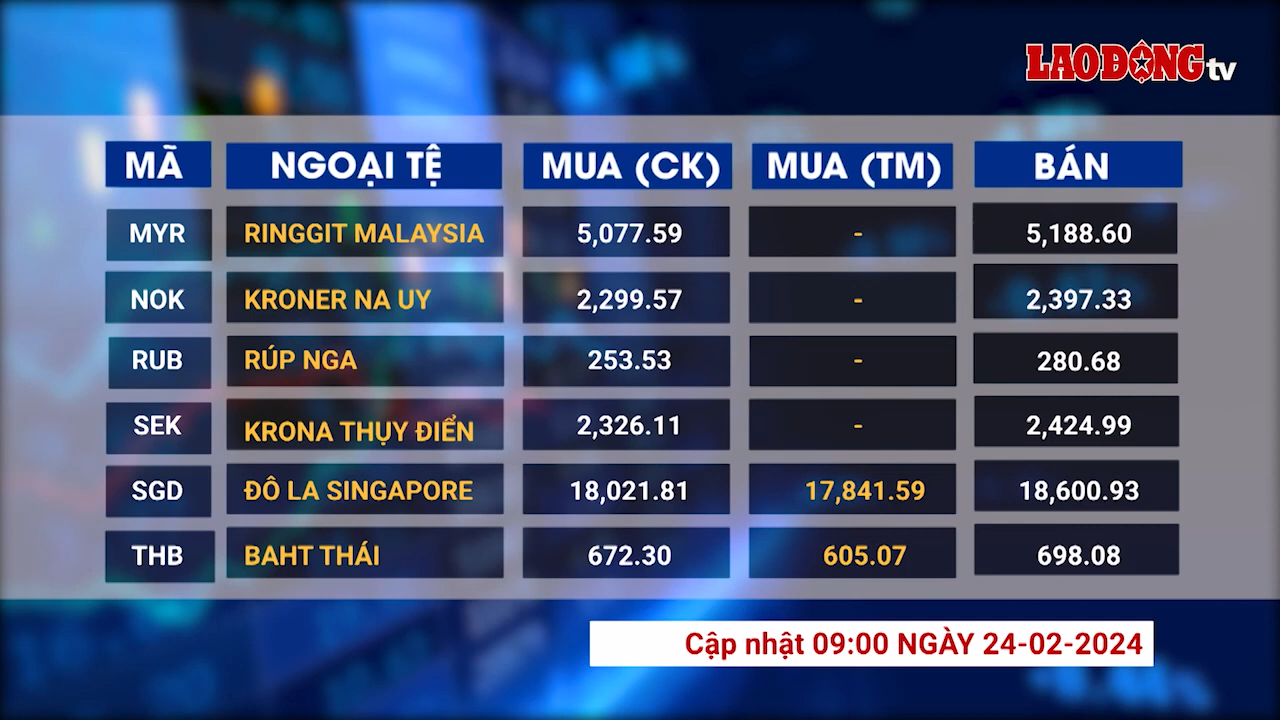 LAO ĐỘNG tv
MÃ NGOẠI TỆ MUA (CK) MUA (TM) BÁN
MYR RINGGIT MALAYSIA 5,077.59 - 5,188.60
NOK KRONER NA UY 2,299.57 - 2,397.33
RUB RÚP NGA 253.53 - 280.68
SEK KRONA THỤY ĐIỂN 2,326.11 - 2,424.99
SGD ĐÔ LA SINGAPORE 18,021.81 17,841.59 18,600.93
THB BAHT THÁI 672.30 605.07 698.08
Cập nhật 09:00 NGÀY 24-02-2024